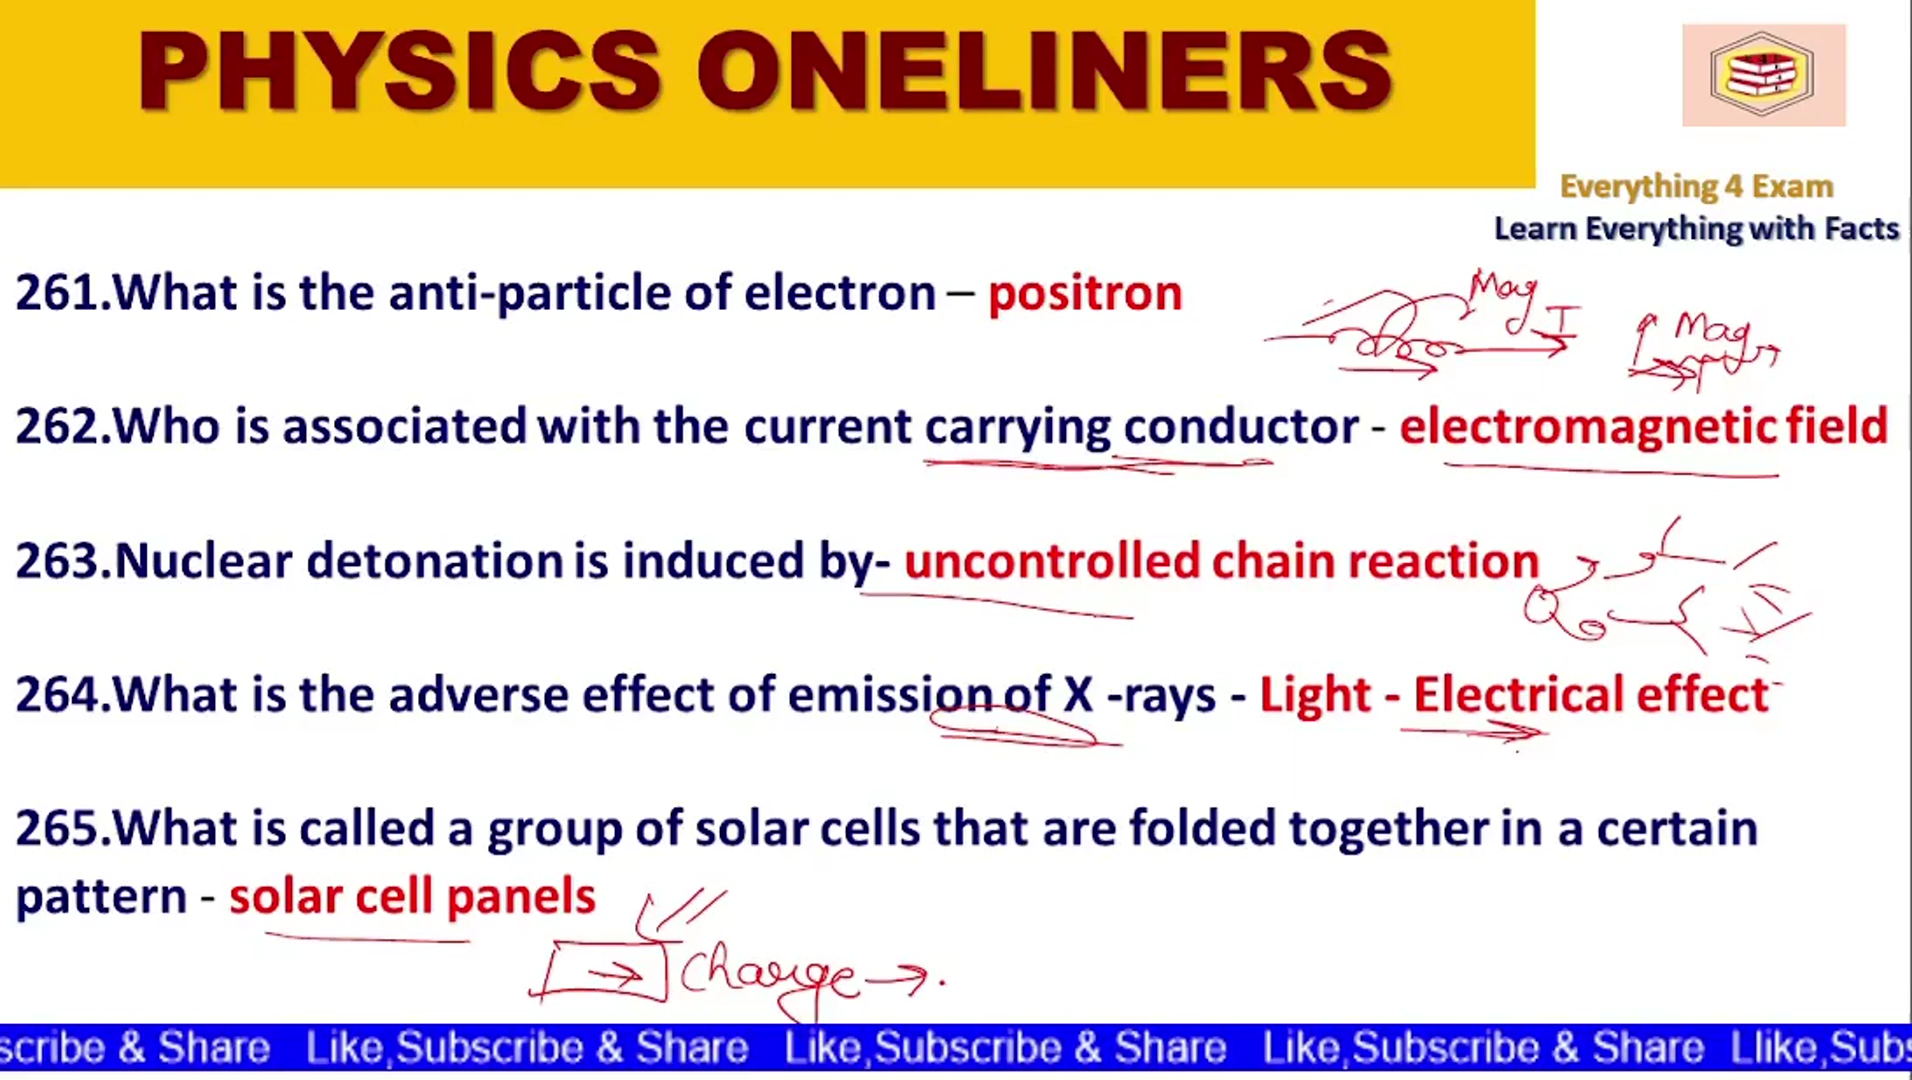 PHYSICS ONELINERS
Everything 4 Exam
Learn Everything with Facts
261.What is the anti-particle of electron – positron
Mag
I
Mag
262.Who is associated with the current carrying conductor - electromagnetic field
263.Nuclear detonation is induced by- uncontrolled chain reaction
264.What is the adverse effect of emission of X -rays - Light - Electrical effect
265.What is called a group of solar cells that are folded together in a certain
pattern - solar cell panels
Charge
scribe & Share Like,Subscribe & Share Like,Subscribe & Share Like,Subscribe & Share Llike,Subs